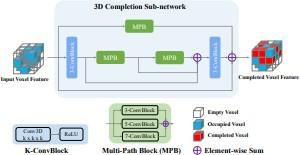 3D Completion Sub-network
MPB
3-ConvBlock
MPB
MPB
3-ConvBlock
Input Voxel Feature
Completed Voxel Feature
Conv3D
k x k x k
ReLU
K-ConvBlock
3-ConvBlock
5-ConvBlock
7-ConvBlock
Multi-Path Block (MPB)
Empty Voxel
Occupied Voxel
Completed Voxel
Element-wise Sum